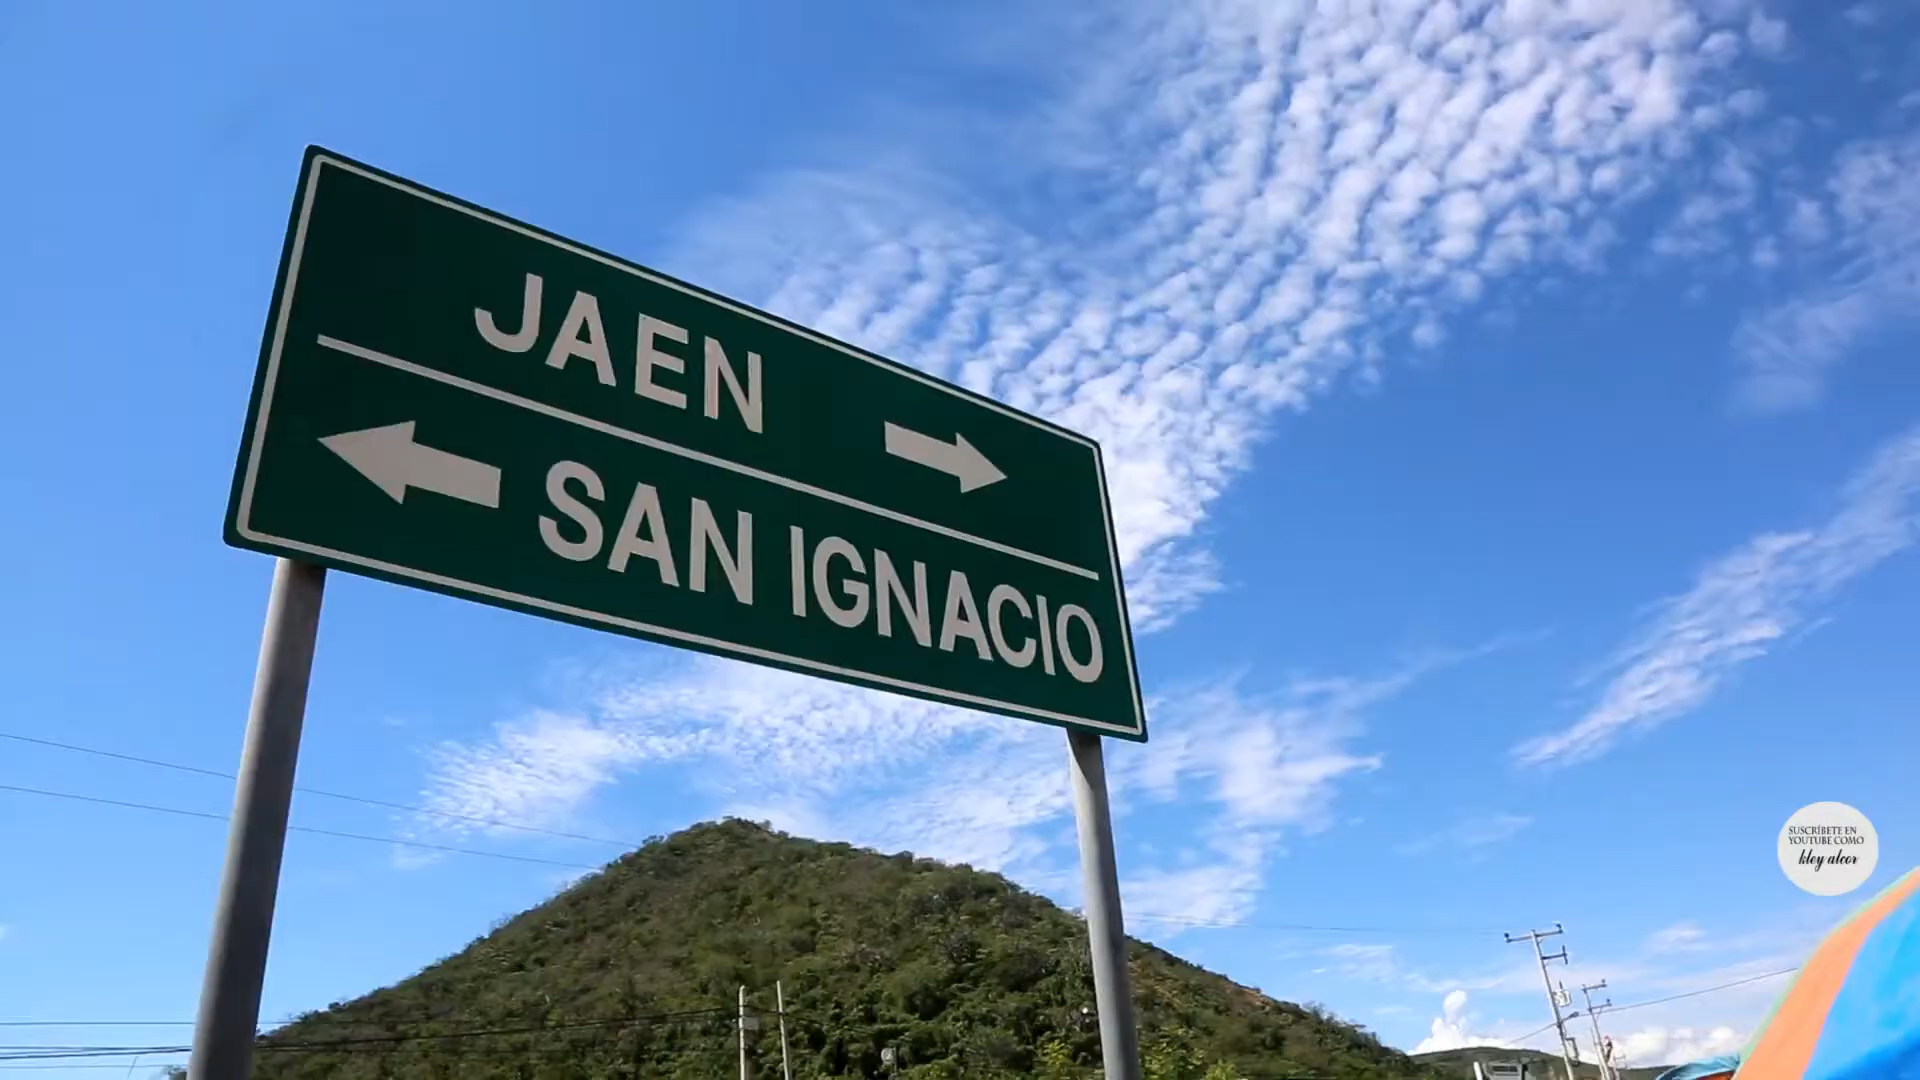 JAEN
SAN IGNACIO
SUSCRÍBETE EN
YOUTUBE COMO
kley alcor